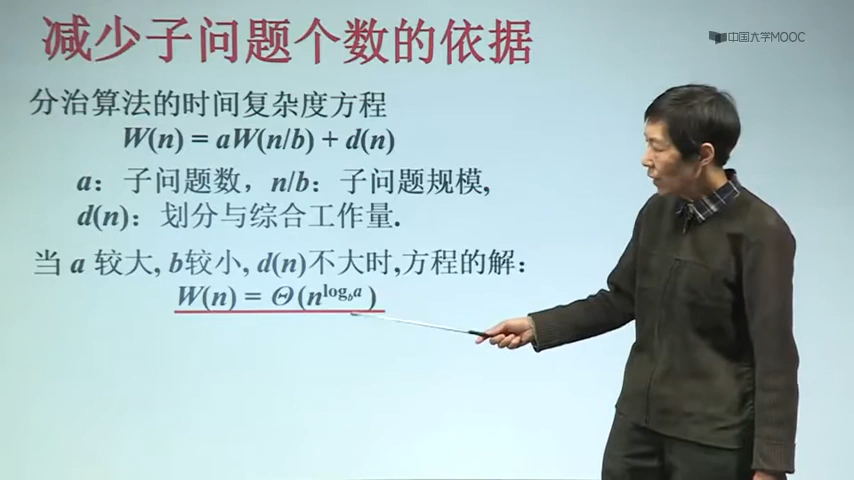 减少子问题个数的依据
中国大学MOOC
分治算法的时间复杂度方程
W(n) = aW(n/b) + d(n)
a：子问题数，n/b：子问题规模,
d(n)：划分与综合工作量.
当 a 较大, b较小, d(n)不大时,方程的解：
W(n) = Θ(n^{log_b a})